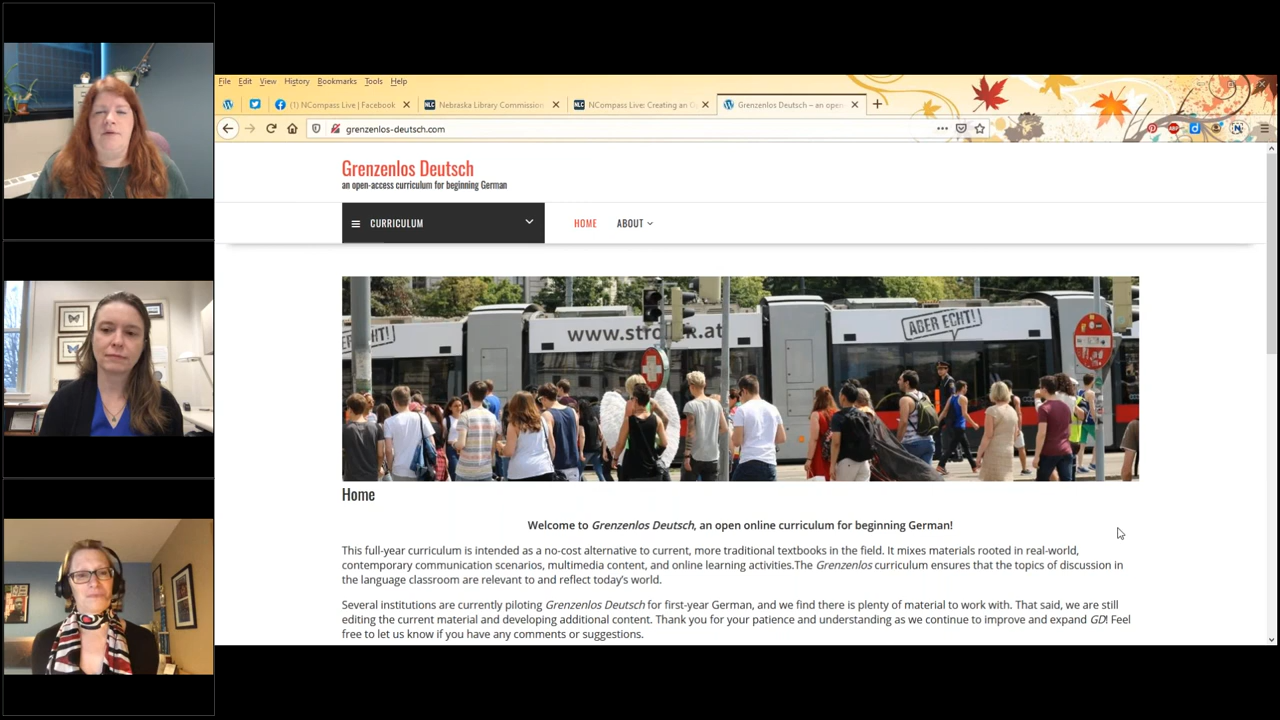 File Edit View History Bookmarks Tools Help
(1) NCompass Live | Facebook × Nebraska Library Commission × NCompass Live: Creating an O × Grenzenlos Deutsch – an open × +
grenzenlos-deutsch.com
Grenzenlos Deutsch
an open-access curriculum for beginning German
CURRICULUM HOME ABOUT
CHT! www.str k.at ABER ECHT!
Home
Welcome to Grenzenlos Deutsch, an open online curriculum for beginning German!
This full-year curriculum is intended as a no-cost alternative to current, more traditional textbooks in the field. It mixes materials rooted in real-world,
contemporary communication scenarios, multimedia content, and online learning activities.The Grenzenlos curriculum ensures that the topics of discussion in
the language classroom are relevant to and reflect today's world.
Several institutions are currently piloting Grenzenlos Deutsch for first-year German, and we find there is plenty of material to work with. That said, we are still
editing the current material and developing additional content. Thank you for your patience and understanding as we continue to improve and expand GD! Feel
free to let us know if you have any comments or suggestions.